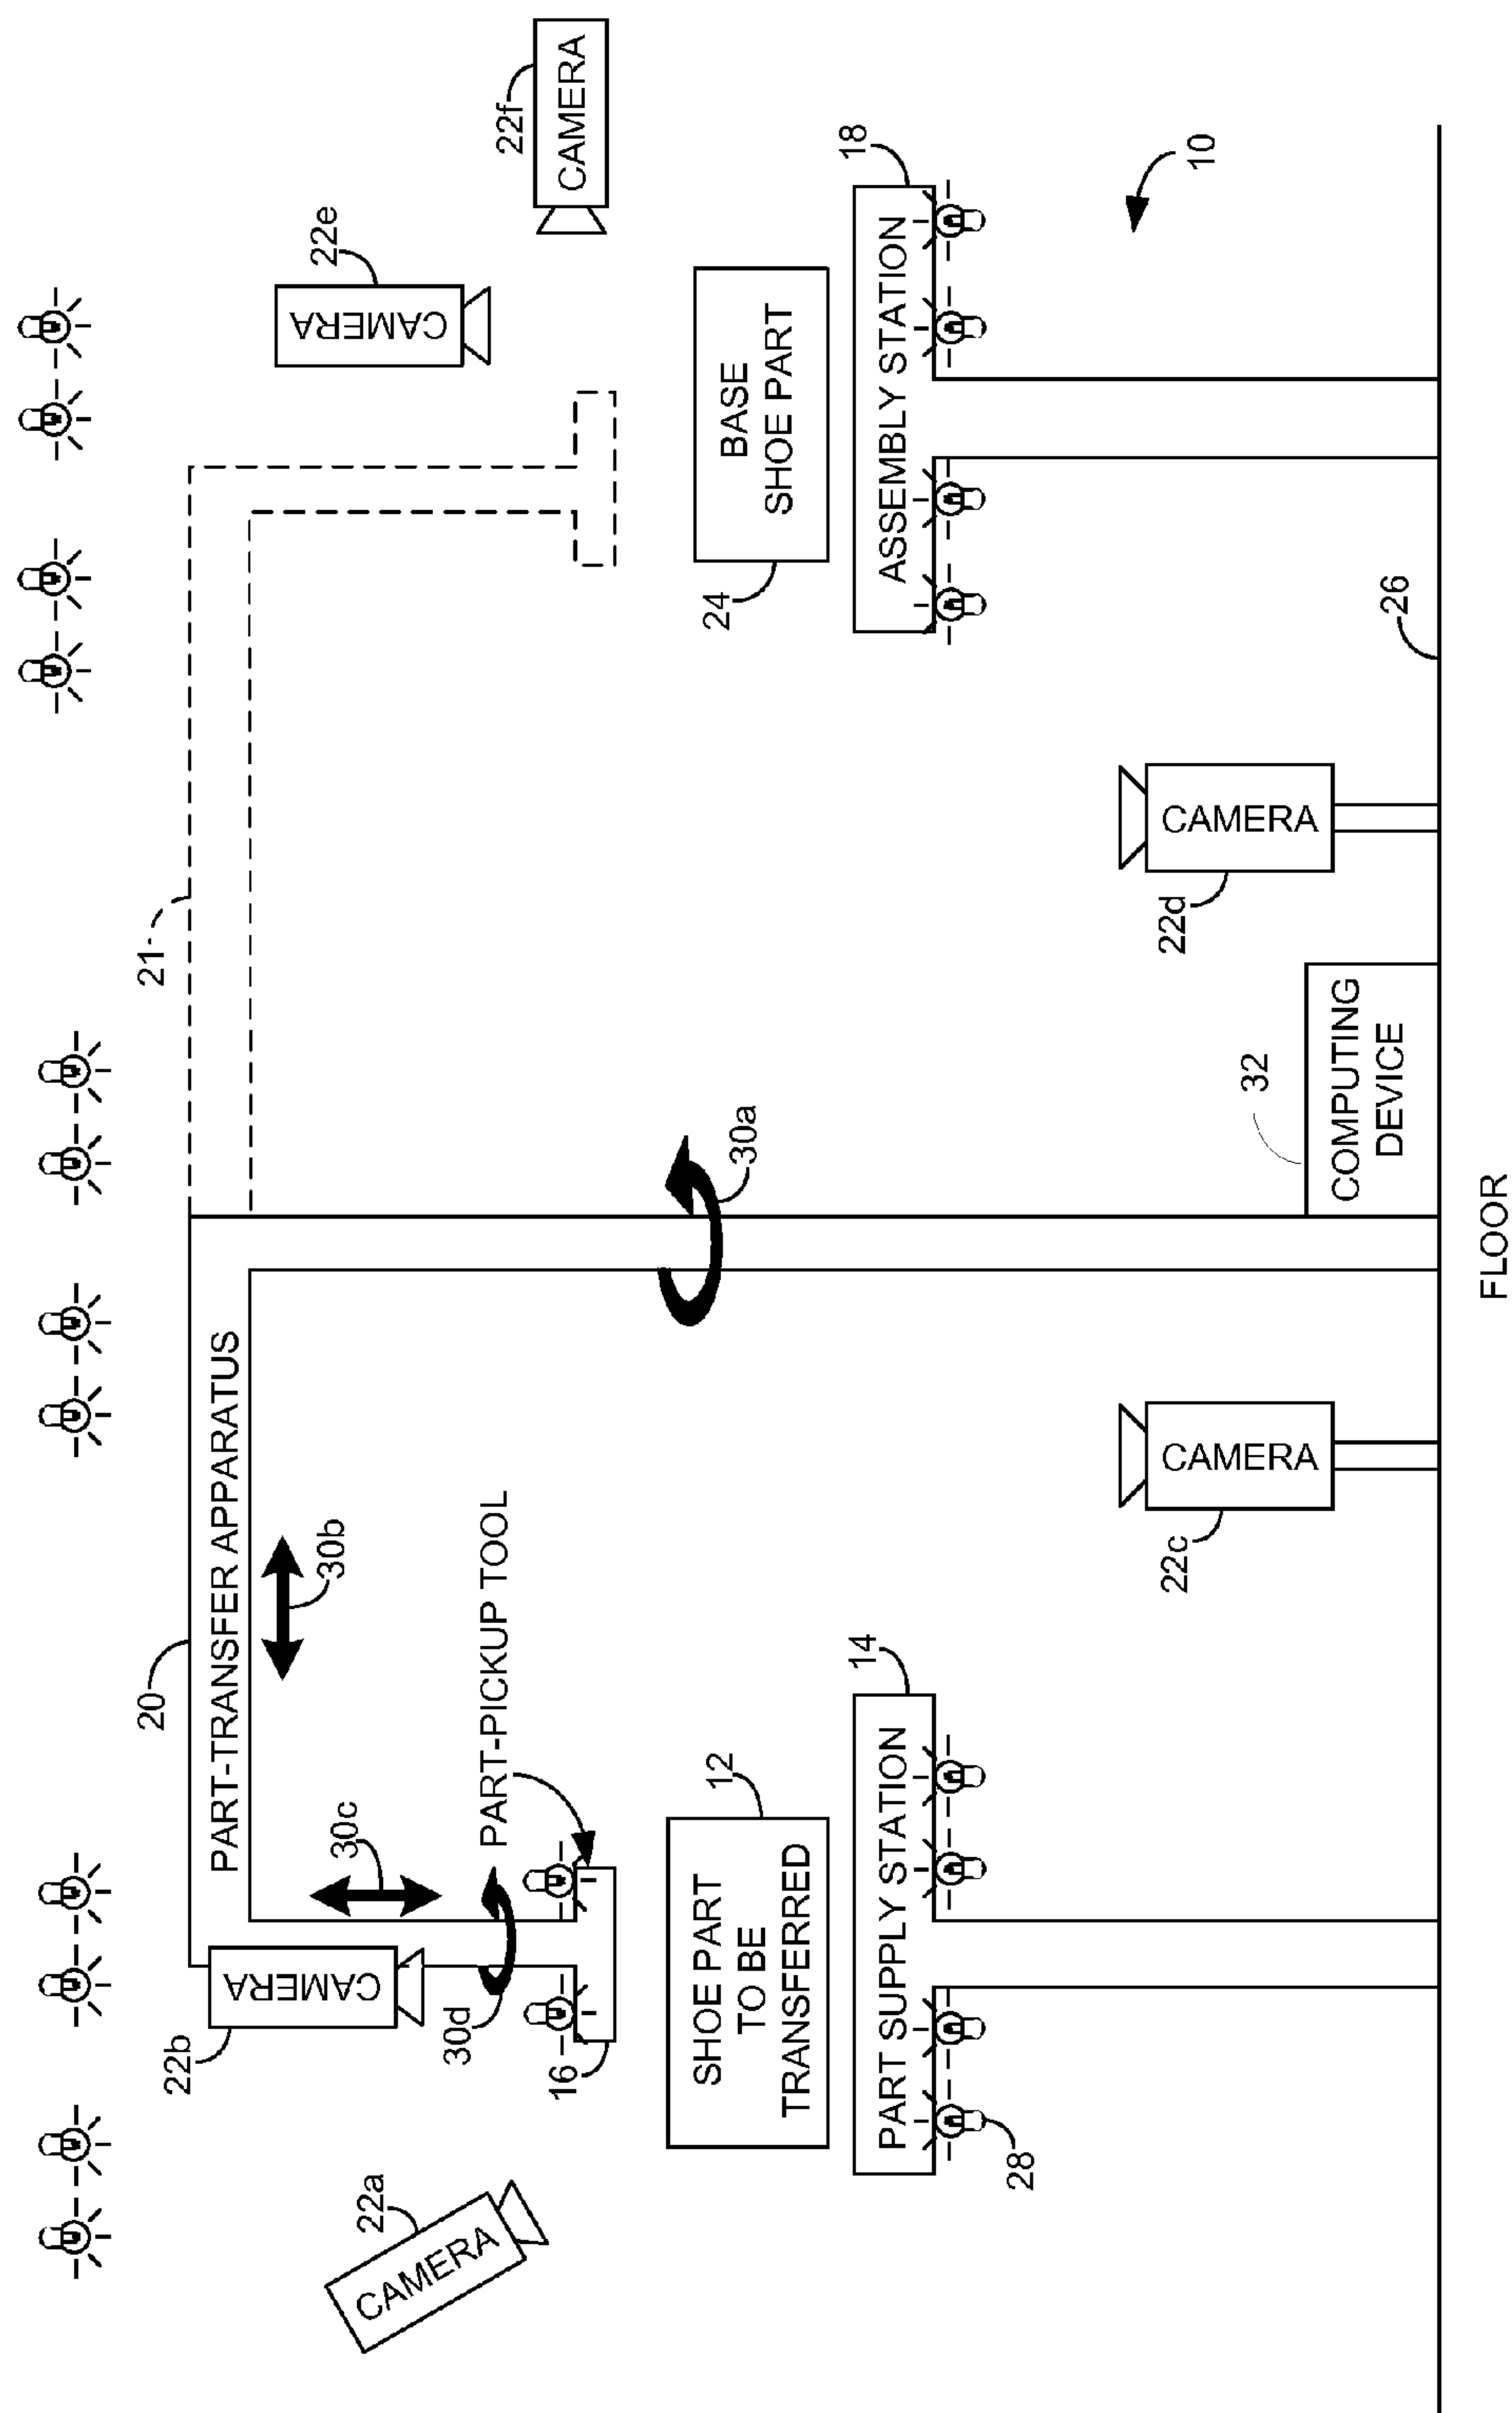 20
21
PART-TRANSFER APPARATUS
22b
CAMERA
30c
30b
22a
CAMERA
30d
PART-PICKUP TOOL
16
22e
CAMERA
22f
CAMERA
12
SHOE PART
TO BE
TRANSFERRED
30a
24
BASE
SHOE PART
14
PART SUPPLY STATION
18
ASSEMBLY STATION
28
10
22c
CAMERA
22d
CAMERA
32
COMPUTING
DEVICE
26
FLOOR